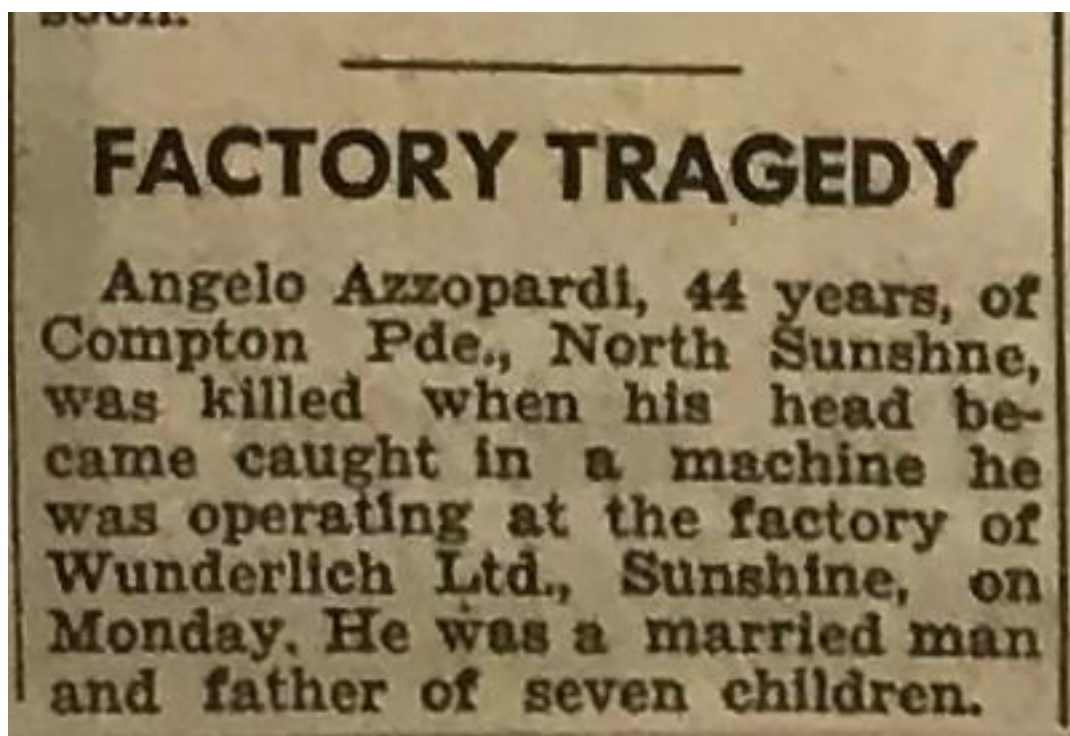 soon.
FACTORY TRAGEDY
Angelo Azzopardi, 44 years, of
Compton Pde., North Sunshne,
was killed when his head be-
came caught in a machine he
was operating at the factory of
Wunderlich Ltd., Sunshine, on
Monday. He was a married man
and father of seven children.